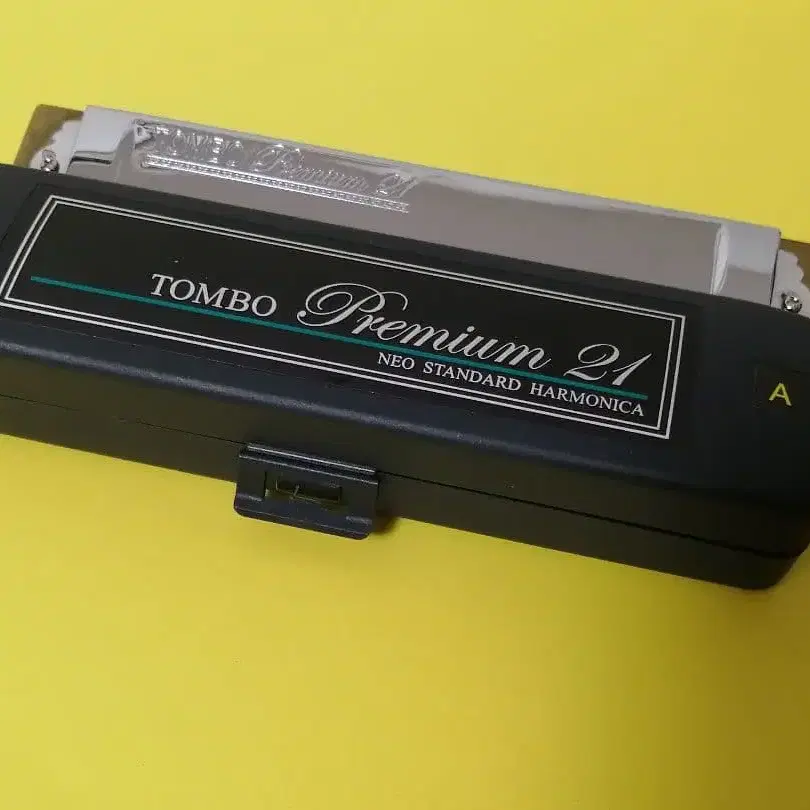 TOMBO Premium 21
TOMBO Premium 21
NEO STANDARD HARMONICA
A